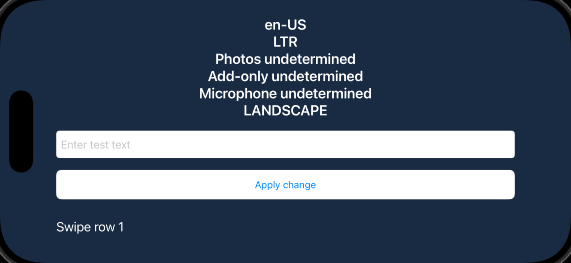 en-US
LTR
Photos undetermined
Add-only undetermined
Microphone undetermined
LANDSCAPE
Enter test text
Apply change
Swipe row 1